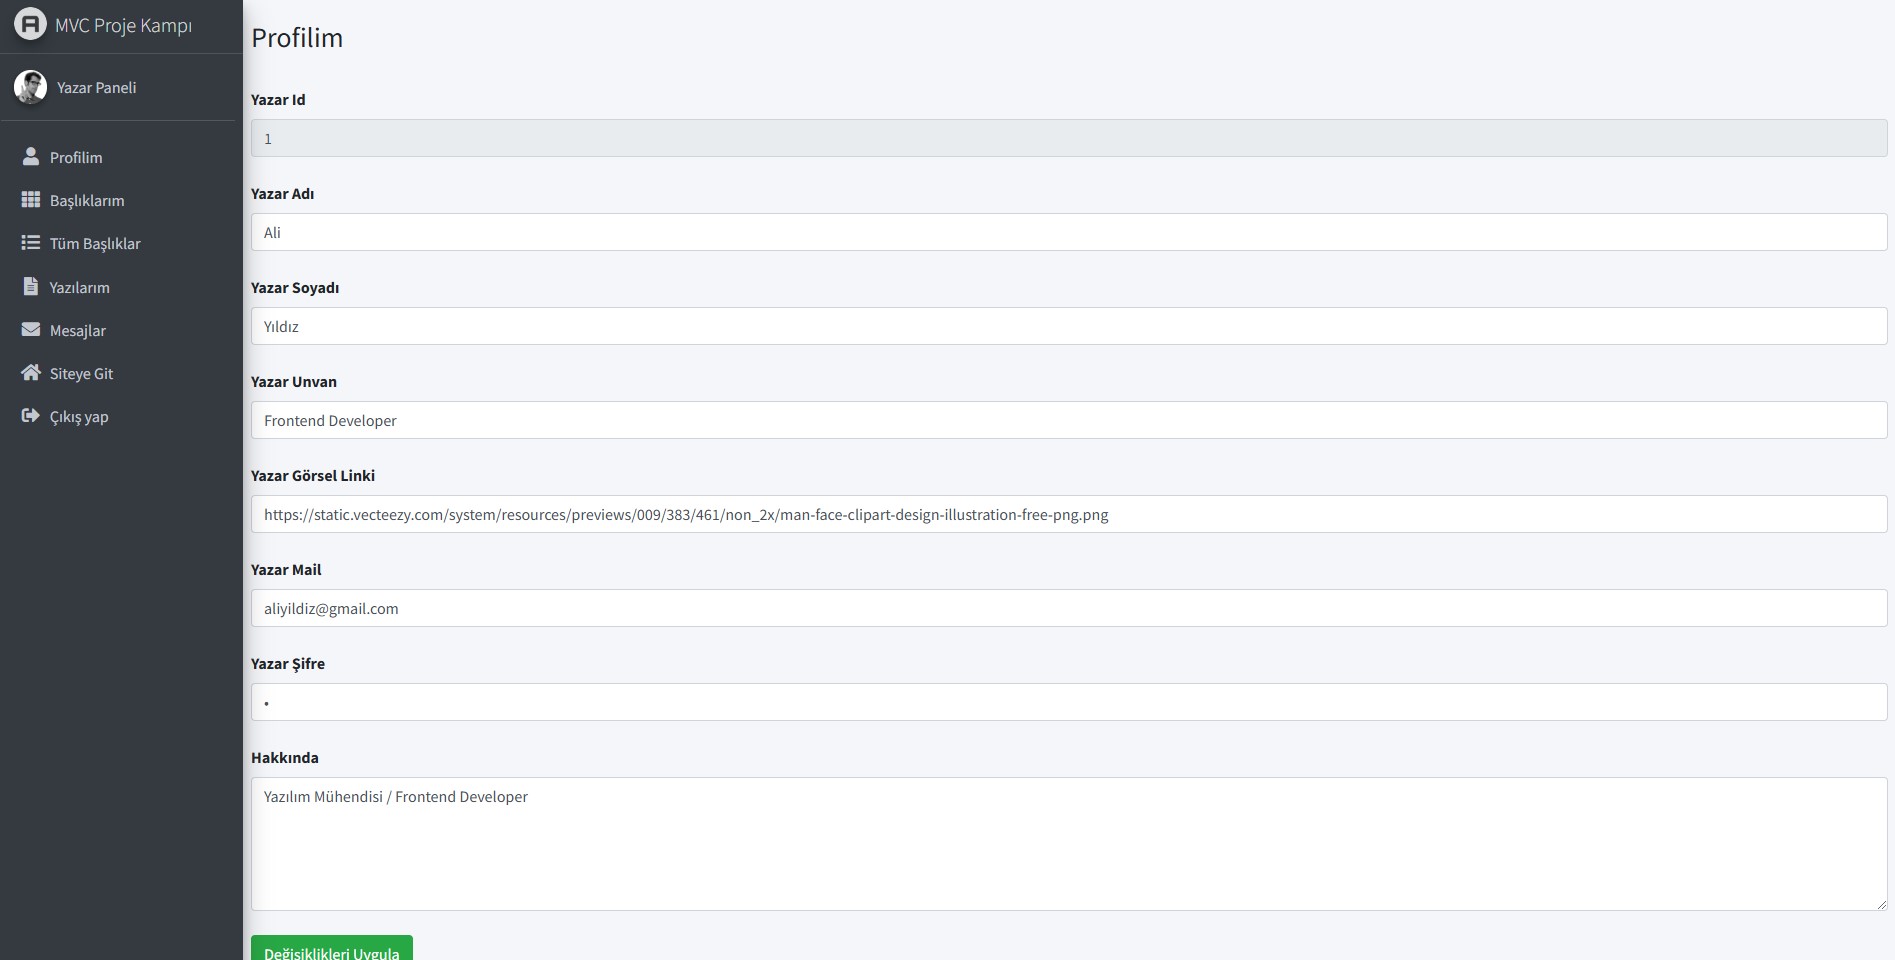 MVC Proje Kampı
Yazar Paneli
Profilim
Başlıklarım
Tüm Başlıklar
Yazılarım
Mesajlar
Siteye Git
Çıkış yap
Profilim
Yazar Id
1
Yazar Adı
Ali
Yazar Soyadı
Yıldız
Yazar Unvan
Frontend Developer
Yazar Görsel Linki
https://static.vecteezy.com/system/resources/previews/009/383/461/non_2x/man-face-clipart-design-illustration-free-png.png
Yazar Mail
aliyildiz@gmail.com
Yazar Şifre
•
Hakkında
Yazılım Mühendisi / Frontend Developer
Değişiklikleri Uygula